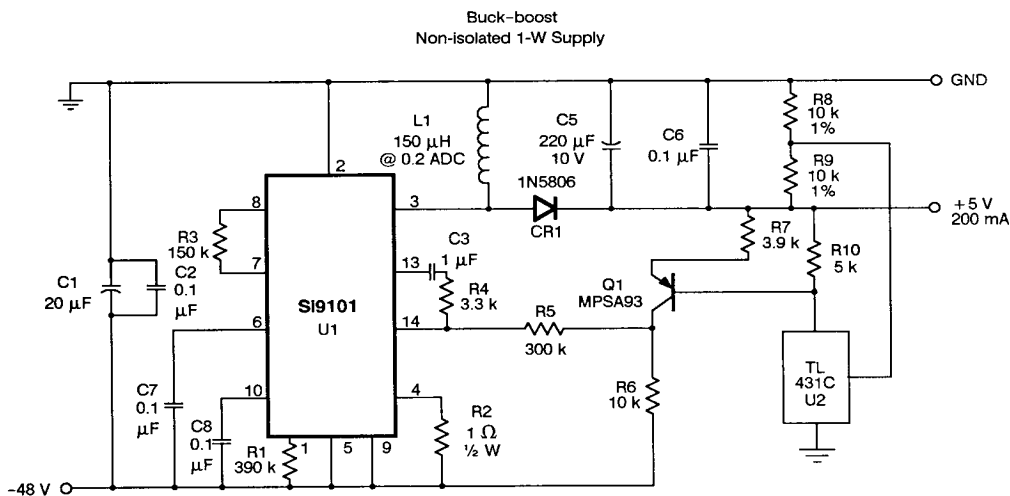 Buck-boost
Non-isolated 1-W Supply
GND
R8
10 k
1%
L1
150 µH
@ 0.2 ADC
C5
220 µF
10 V
C6
0.1 µF
2
R9
10 k
1%
1N5806
8
3
+5 V
200 mA
CR1
R3
150 k
C3
1 µF
R7
3.9 k
R10
5 k
7
13
C1
20 µF
C2
0.1
µF
R4
3.3 k
Q1
MPSA93
Si9101
U1
R5
300 k
6
14
TL
431C
U2
R6
10 k
C7
0.1
µF
10
4
C8
0.1
µF
R2
1 Ω
½ W
R1
390 k
1
5
9
-48 V